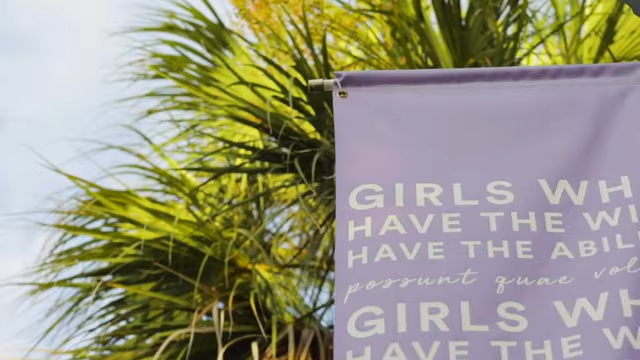 GIRLS WH
HAVE THE WI
HAVE THE ABIL
possunt quae vol
GIRLS WH
HAVE THE W